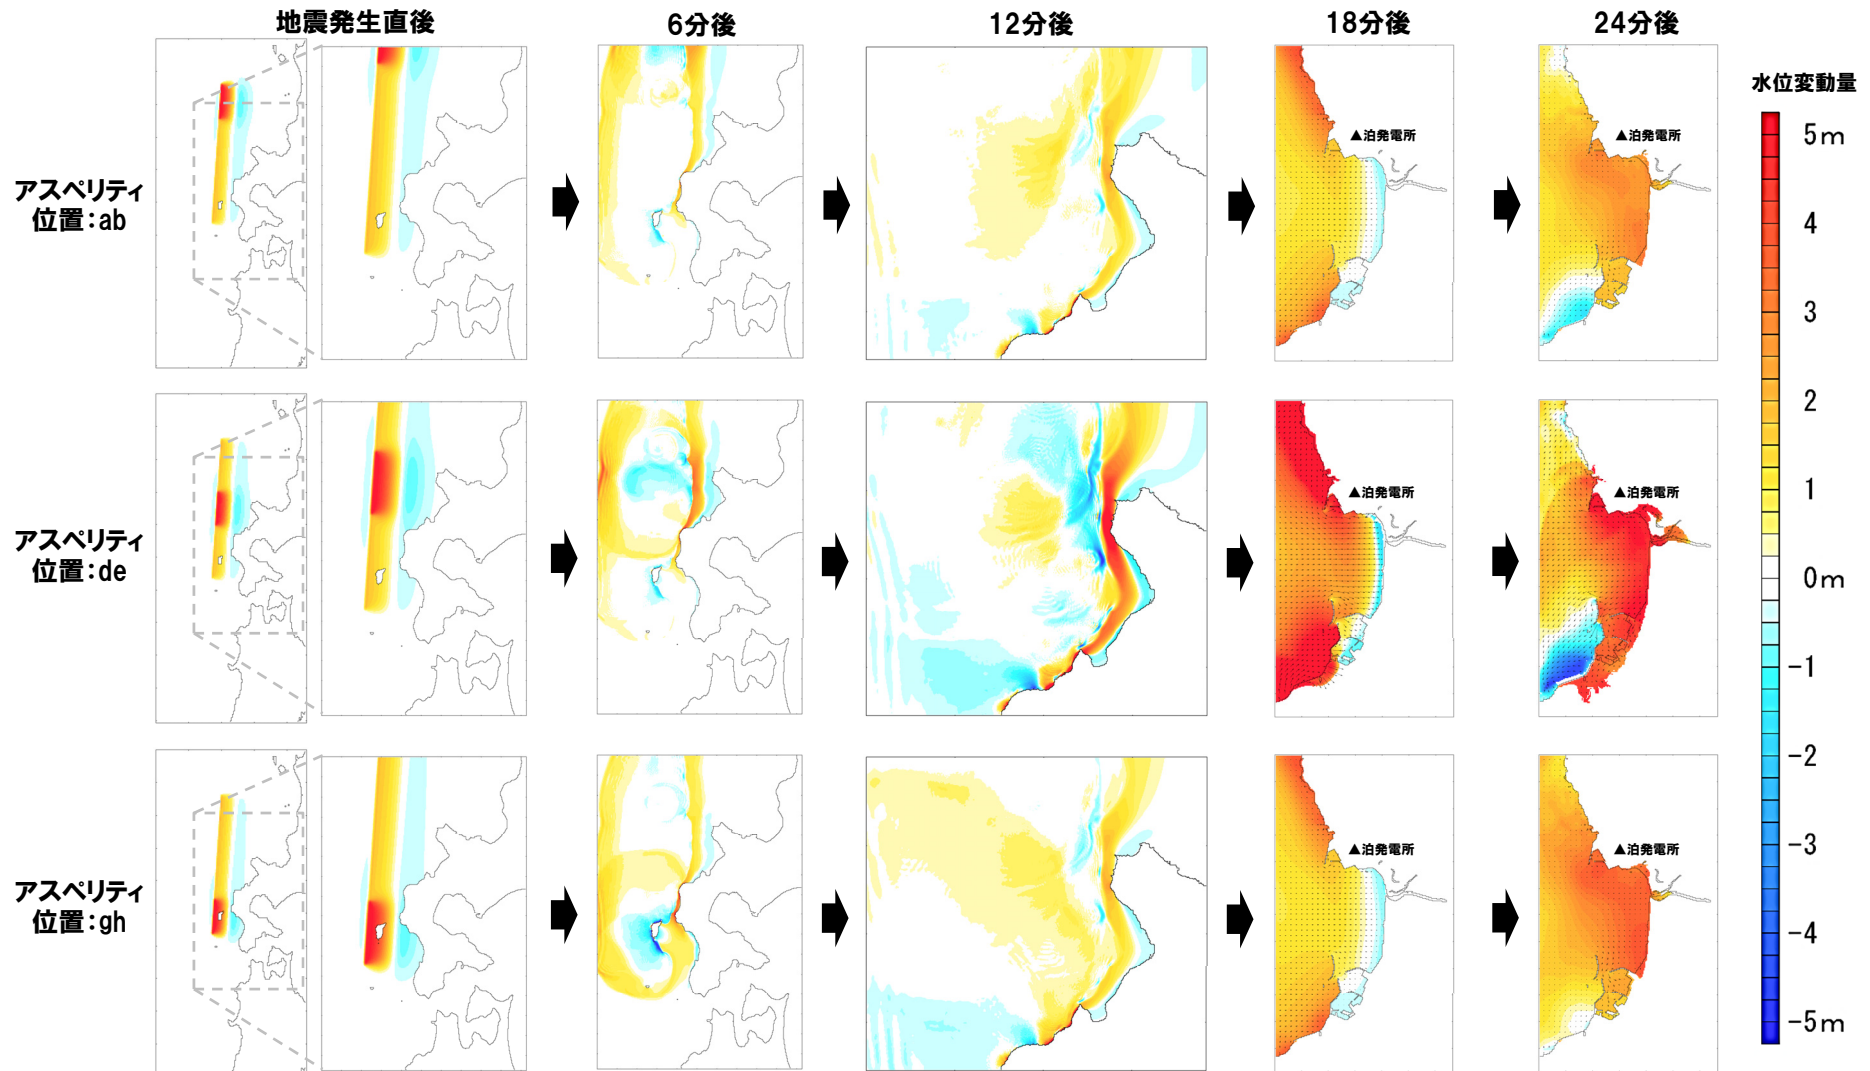 地震発生直後
6分後
12分後
18分後
24分後
水位変動量
アスペリティ
位置:ab
▲泊発電所
▲泊発電所
アスペリティ
位置:de
▲泊発電所
▲泊発電所
アスペリティ
位置:gh
▲泊発電所
▲泊発電所
5m
4
3
2
1
0m
-1
-2
-3
-4
-5m